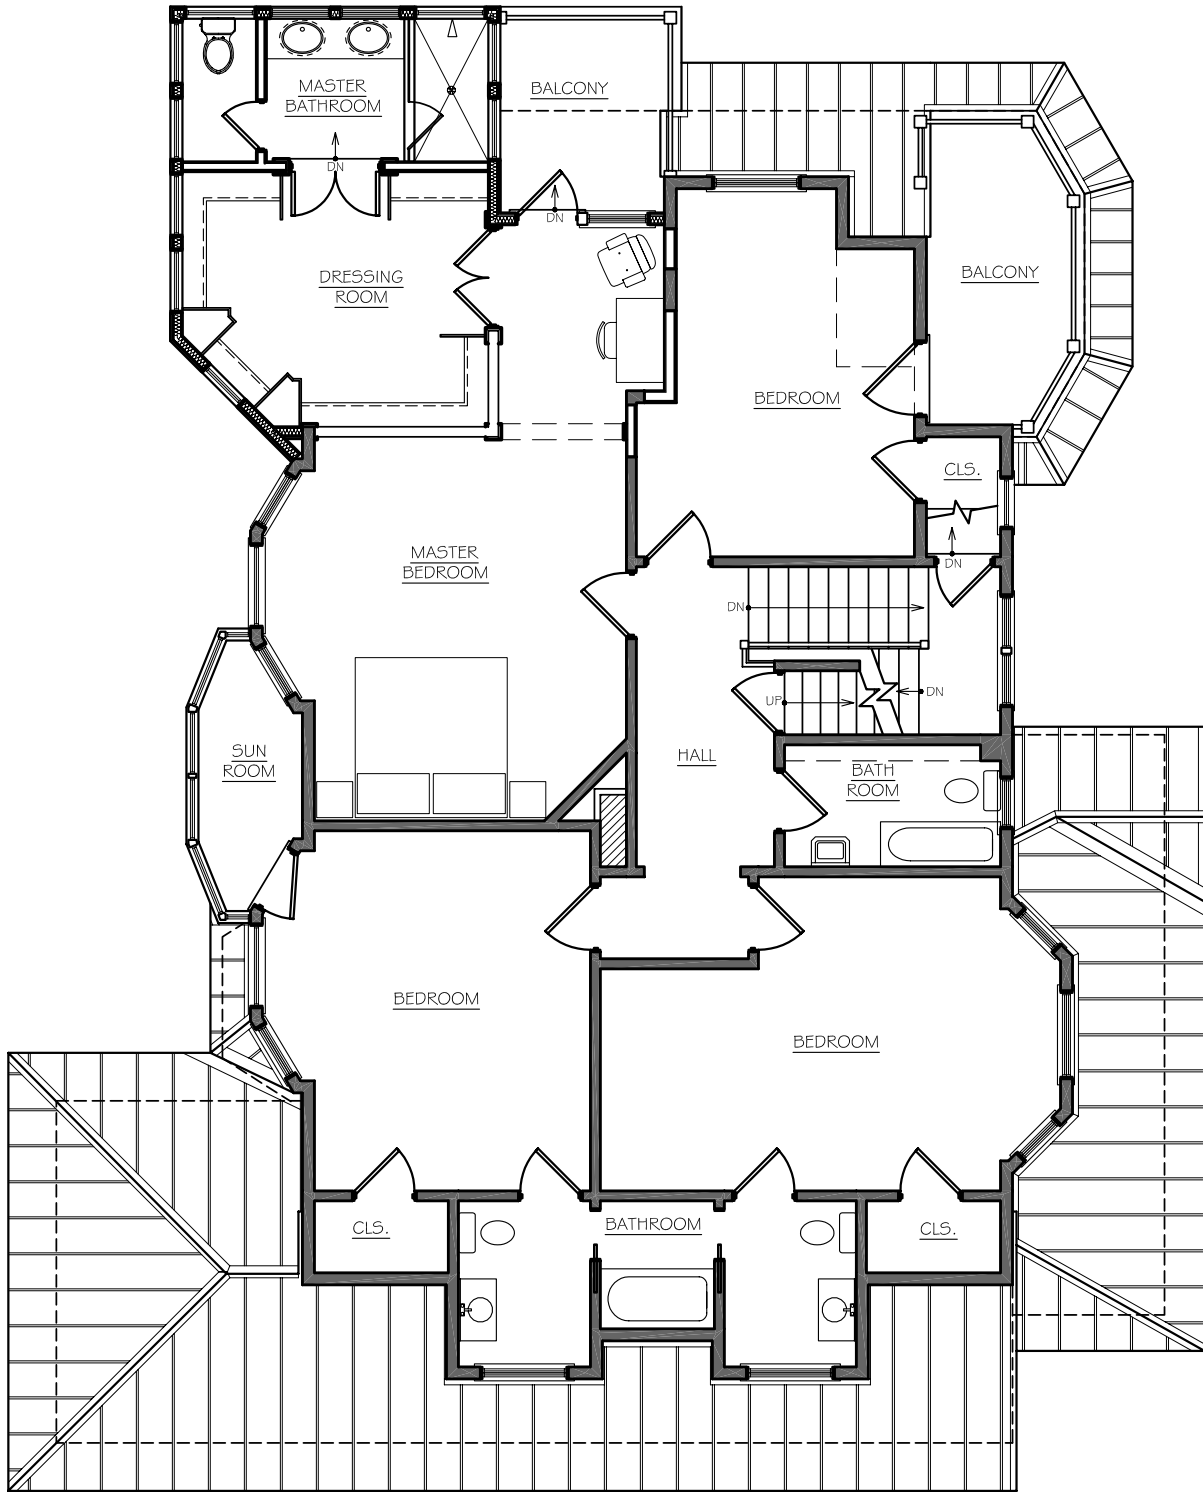 MASTER
BATHROOM
BALCONY
DN
DN
DRESSING
ROOM
BALCONY
BEDROOM
CLS.
MASTER
BEDROOM
DN
DN
DN
UP
SUN
ROOM
HALL
BATH
ROOM
BEDROOM
BEDROOM
CLS.
BATHROOM
CLS.